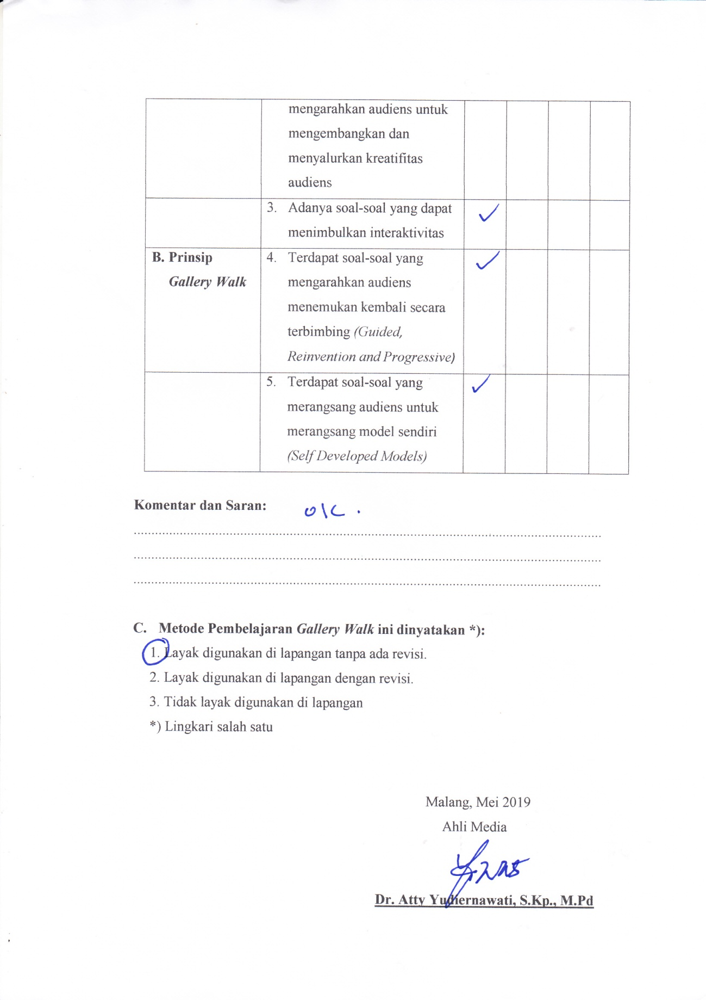 mengarahkan audiens untuk
mengembangkan dan
menyalurkan kreatifitas
audiens
3. Adanya soal-soal yang dapat
menimbulkan interaktivitas
B. Prinsip
Gallery Walk
4. Terdapat soal-soal yang
mengarahkan audiens
menemukan kembali secara
terbimbing (Guided,
Reinvention and Progressive)
5. Terdapat soal-soal yang
merangsang audiens untuk
merangsang model sendiri
(Self Developed Models)
Komentar dan Saran: ok.
C. Metode Pembelajaran Gallery Walk ini dinyatakan *):
1. Layak digunakan di lapangan tanpa ada revisi.
2. Layak digunakan di lapangan dengan revisi.
3. Tidak layak digunakan di lapangan
*) Lingkari salah satu
Malang, Mei 2019
Ahli Media
Dr. Atty Yudiernawati, S.Kp., M.Pd